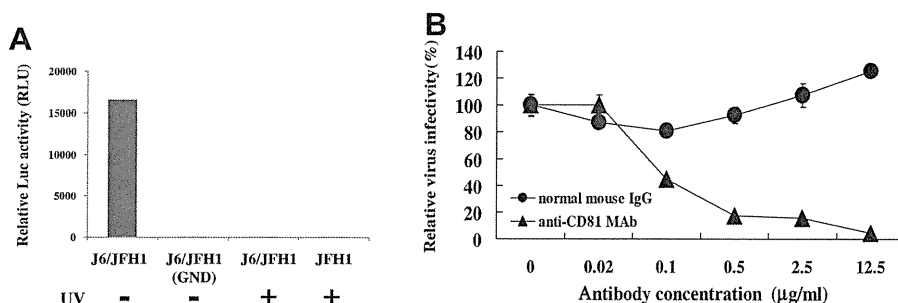 A
Relative Luc activity (RLU)
20000
15000
10000
5000
0
J6/JFH1 J6/JFH1 J6/JFH1 JFH1
(GND)
UV - - + +
B
Relative virus infectivity(%)
140
120
100
80
60
40
20
0
normal mouse IgG
anti-CD81 MAb
0 0.02 0.1 0.5 2.5 12.5
Antibody concentration (μg/ml)